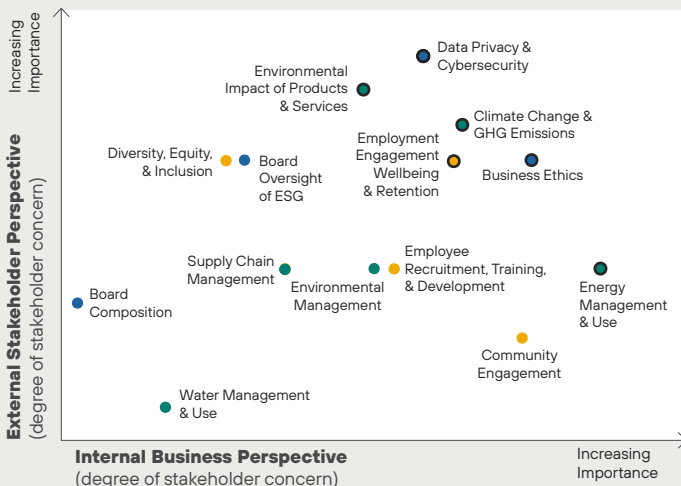 Increasing
Importance
External Stakeholder Perspective
(degree of stakeholder concern)
Data Privacy &
Cybersecurity
Environmental
Impact of Products
& Services
Climate Change &
GHG Emissions
Employment
Engagement
Wellbeing
& Retention
Business Ethics
Diversity, Equity,
& Inclusion
Board
Oversight
of ESG
Supply Chain
Management
Environmental
Management
Employee
Recruitment, Training,
& Development
Energy
Management
& Use
Board
Composition
Community
Engagement
Water Management
& Use
Internal Business Perspective
(degree of stakeholder concern)
Increasing
Importance